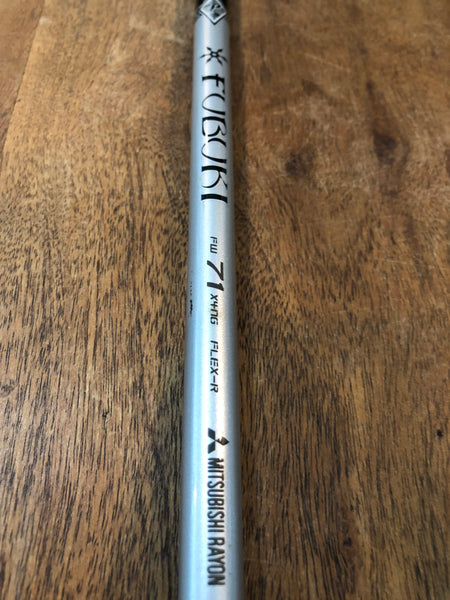 FUBUKI
FW 71 X4NG FLEX-R
MITSUBISHI RAYON